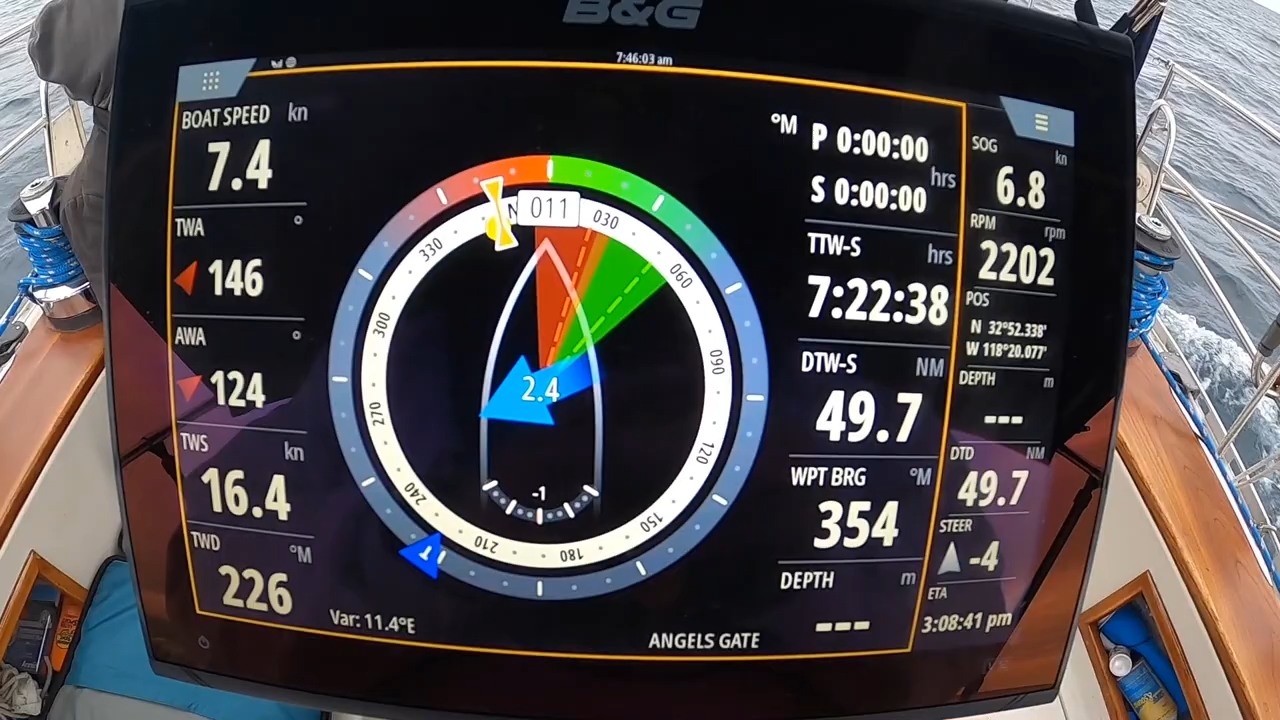 B&G
7:46:03 am
BOAT SPEED kn
7.4
TWA °
146
AWA °
124
TWS kn
16.4
TWD °M
226
Var: 11.4°E
N
011
030
060
090
120
150
180
210
240
270
300
330
2.4
-1
T
°M P 0:00:00
hrs
S 0:00:00
TTW-S hrs
7:22:38
DTW-S NM
49.7
WPT BRG °M
354
DEPTH m
---
ANGELS GATE
SOG kn
6.8
RPM rpm
2202
POS
N 32°52.338'
W 118°20.077'
DEPTH m
---
DTD NM
49.7
STEER
-4
ETA
3:08:41 pm